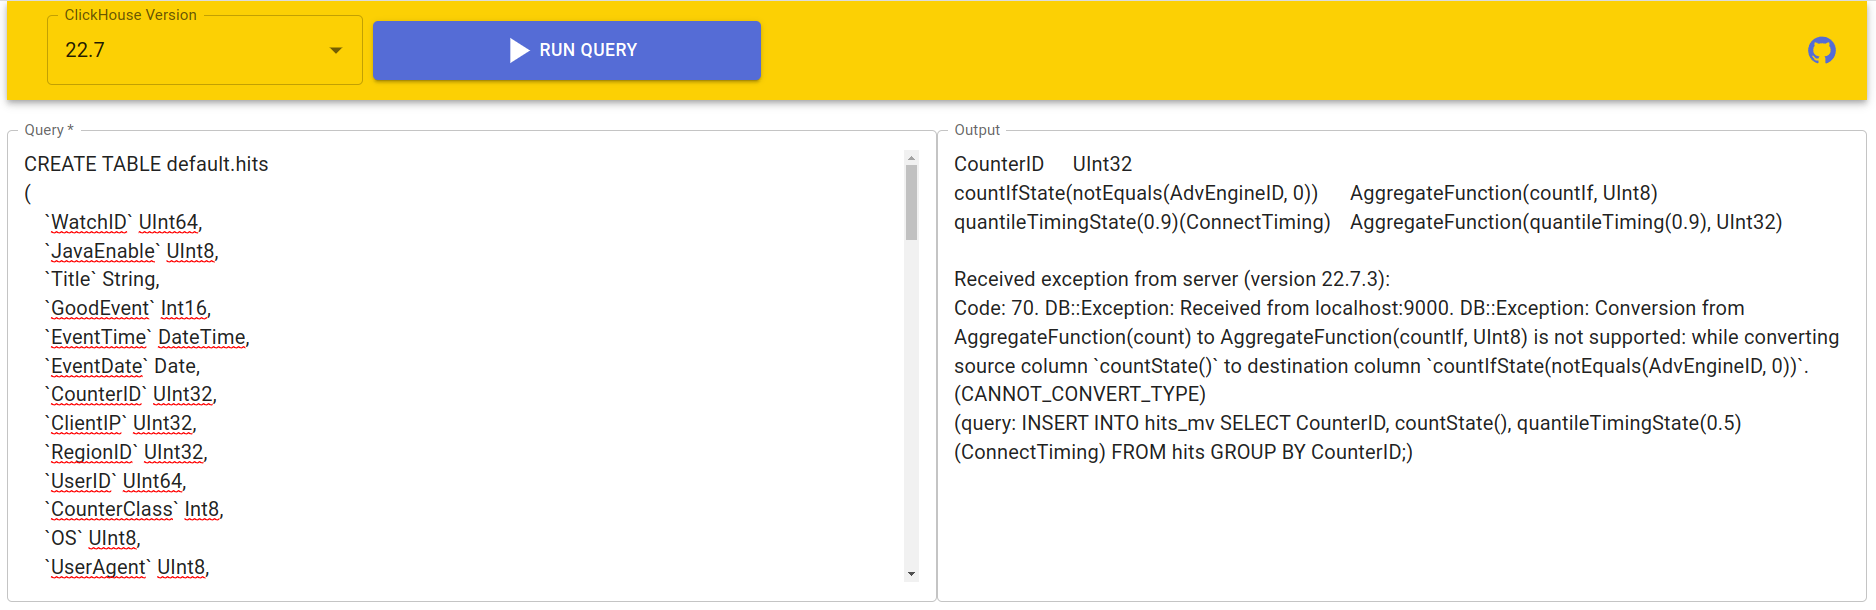 ClickHouse Version
22.7
RUN QUERY
Query *
CREATE TABLE default.hits
(
`WatchID` UInt64,
`JavaEnable` UInt8,
`Title` String,
`GoodEvent` Int16,
`EventTime` DateTime,
`EventDate` Date,
`CounterID` UInt32,
`ClientIP` UInt32,
`RegionID` UInt32,
`UserID` UInt64,
`CounterClass` Int8,
`OS` UInt8,
`UserAgent` UInt8,
Output
CounterID UInt32
countIfState(notEquals(AdvEngineID, 0)) AggregateFunction(countIf, UInt8)
quantileTimingState(0.9)(ConnectTiming) AggregateFunction(quantileTiming(0.9), UInt32)
Received exception from server (version 22.7.3):
Code: 70. DB::Exception: Received from localhost:9000. DB::Exception: Conversion from
AggregateFunction(count) to AggregateFunction(countIf, UInt8) is not supported: while converting
source column `countState()` to destination column `countIfState(notEquals(AdvEngineID, 0))`.
(CANNOT_CONVERT_TYPE)
(query: INSERT INTO hits_mv SELECT CounterID, countState(), quantileTimingState(0.5)
(ConnectTiming) FROM hits GROUP BY CounterID;)